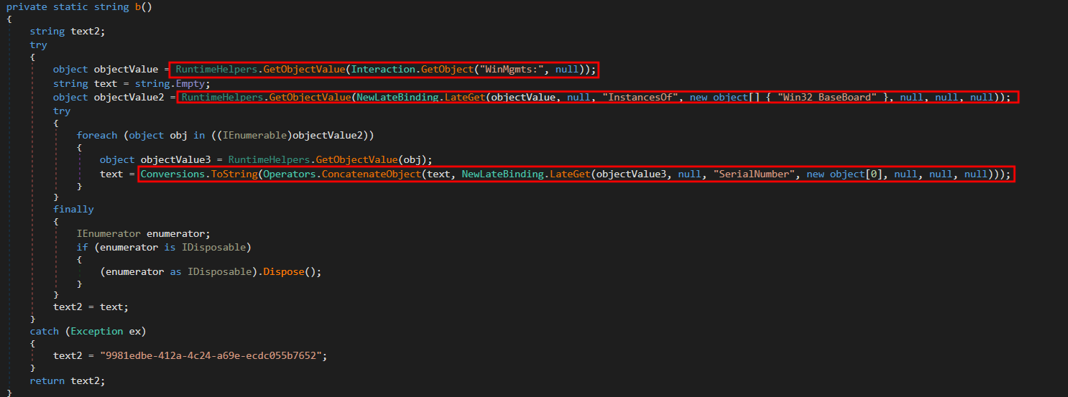 private static string b()
{
string text2;
try
{
object objectValue = RuntimeHelpers.GetObjectValue(Interaction.GetObject("WinMgmts:", null));
string text = string.Empty;
object objectValue2 = RuntimeHelpers.GetObjectValue(NewLateBinding.LateGet(objectValue, null, "InstancesOf", new object[] { "Win32_BaseBoard" }, null, null, null));
try
{
foreach (object obj in ((IEnumerable)objectValue2))
{
object objectValue3 = RuntimeHelpers.GetObjectValue(obj);
text = Conversions.ToString(Operators.ConcatenateObject(text, NewLateBinding.LateGet(objectValue3, null, "SerialNumber", new object[0], null, null, null)));
}
}
finally
{
IEnumerator enumerator;
if (enumerator is IDisposable)
{
(enumerator as IDisposable).Dispose();
}
}
text2 = text;
}
catch (Exception ex)
{
text2 = "9981edbe-412a-4c24-a69e-ecdc055b7652";
}
return text2;
}